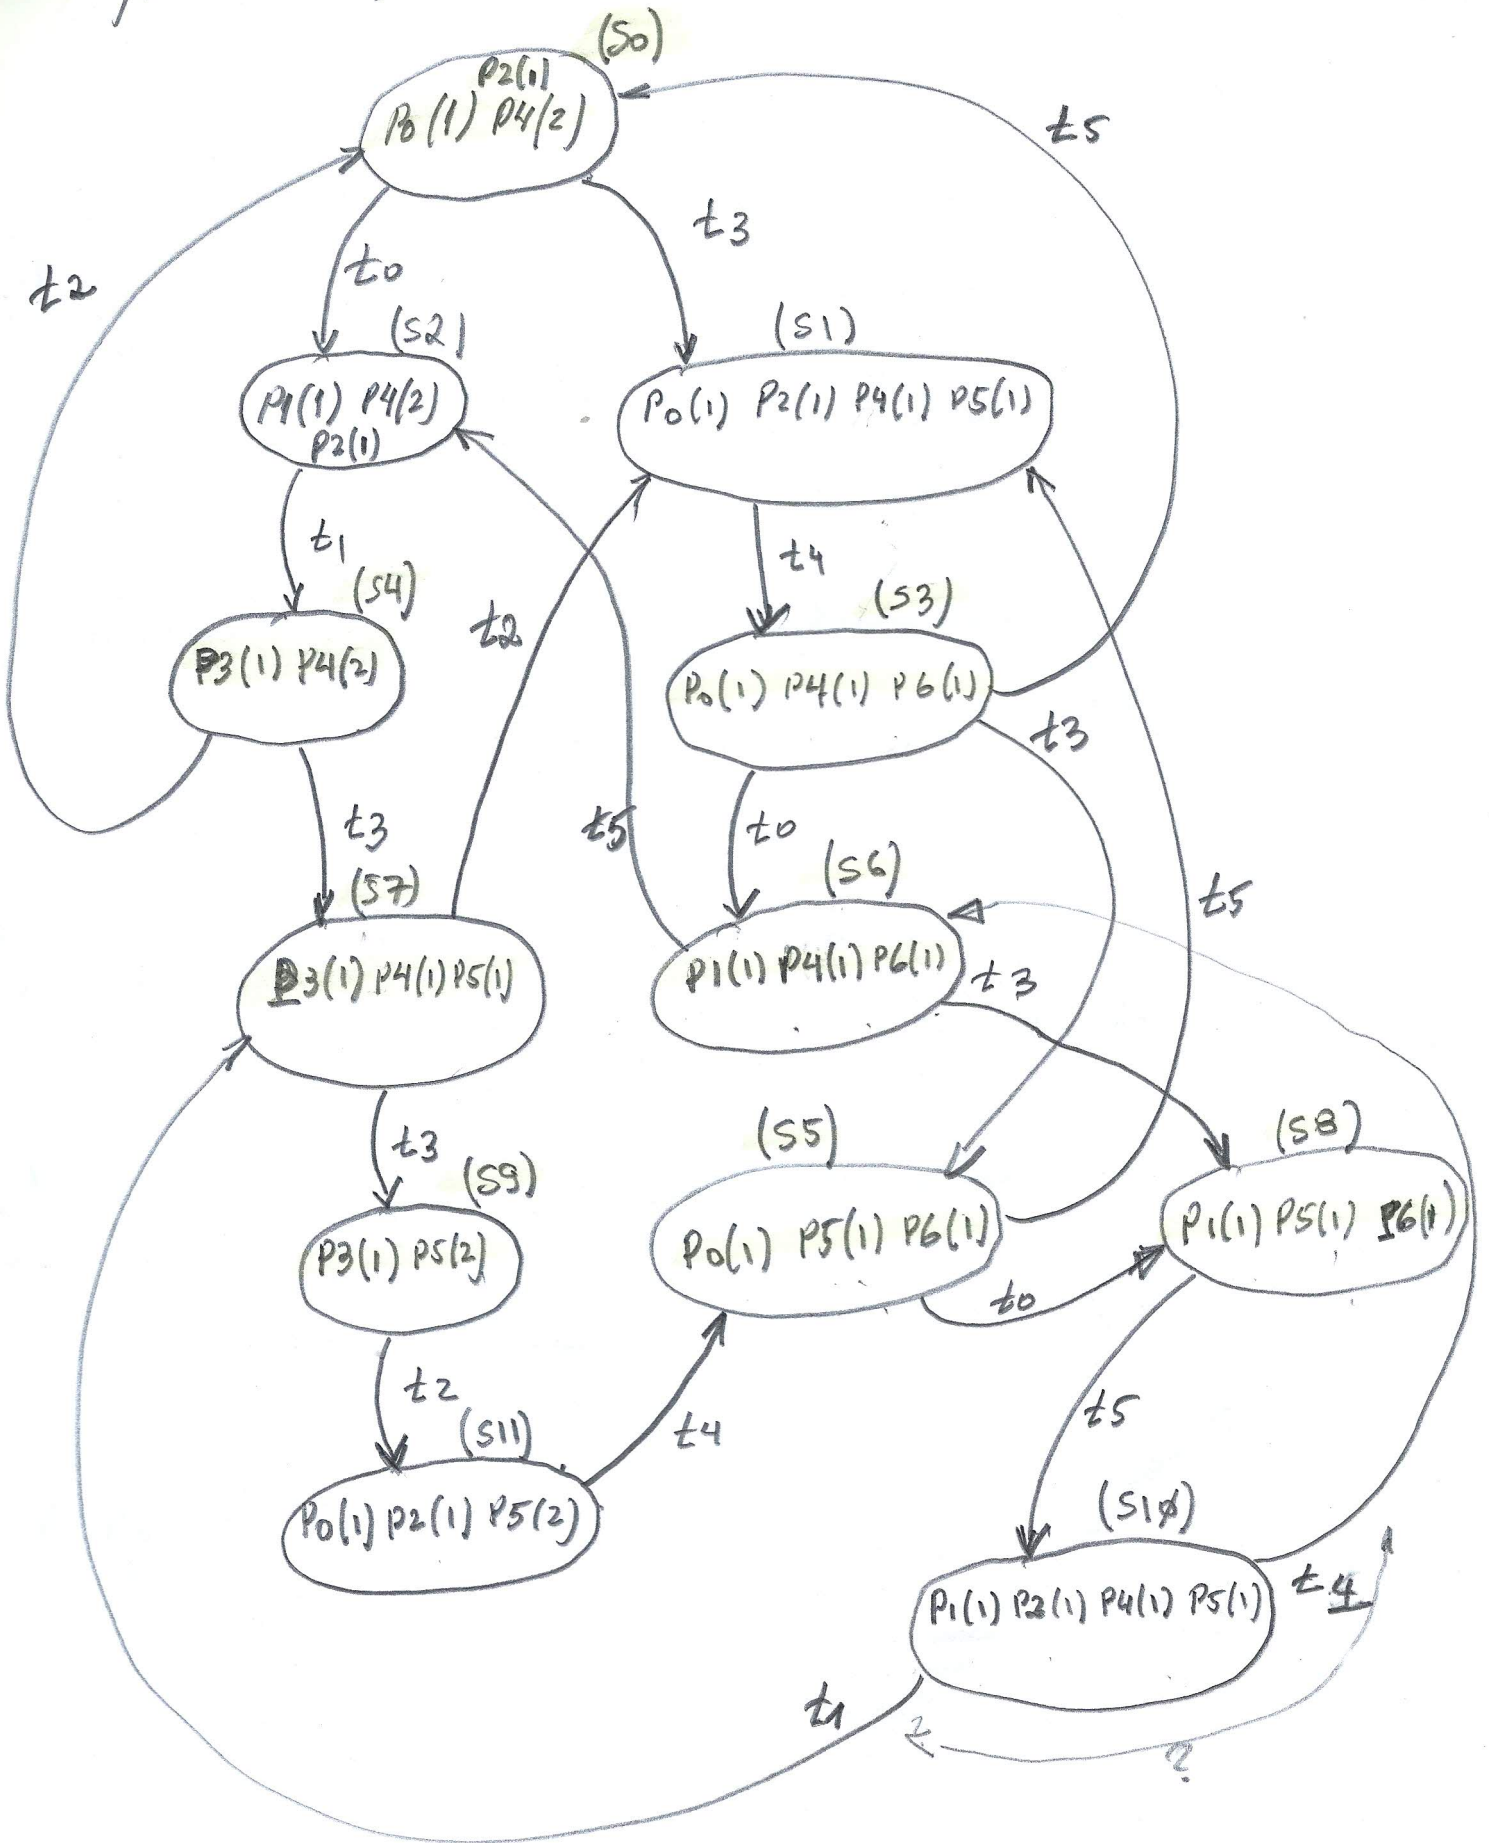 (S0)
P2(1)
P0(1) P4(2)
t5
t3
t0
t2
(S2)
(S1)
P1(1) P4(2)
P2(1)
P0(1) P2(1) P4(1) P5(1)
t1
t4
(S4)
(S3)
t2
P3(1) P4(2)
P0(1) P4(1) P6(1)
t3
t3
t5
t0
(S7)
(S6)
t5
P3(1) P4(1) P5(1)
P1(1) P4(1) P6(1)
t3
t3
(S5)
(S8)
(S9)
P3(1) P5(2)
P0(1) P5(1) P6(1)
P1(1) P5(1) P6(1)
t0
t2
t5
(S11)
t4
P0(1) P2(1) P5(2)
(S1Ø)
t4
P1(1) P2(1) P4(1) P5(1)
t1
?
?